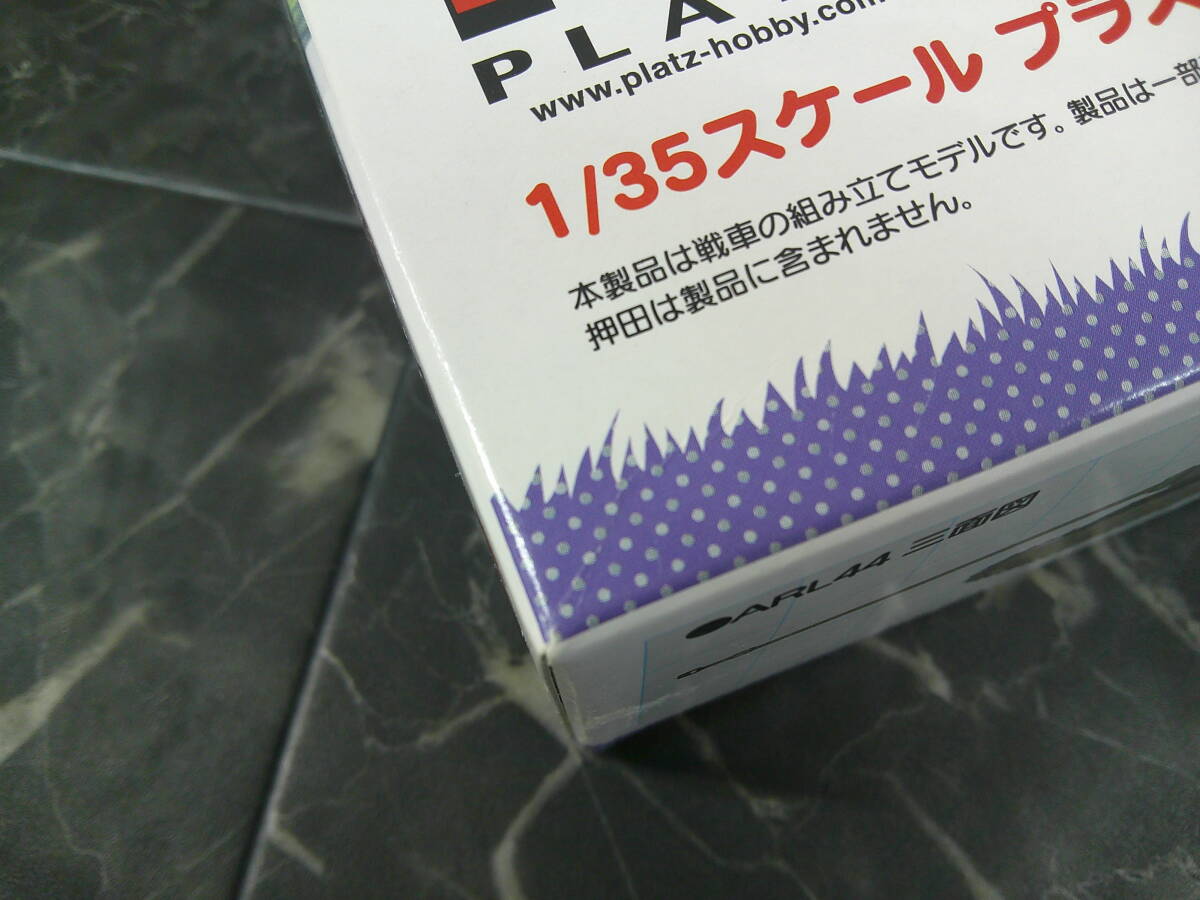 PLA
www.platz-hobby.com
1/35スケール プラ
本製品は戦車の組み立てモデルです。製品は一部
押田は製品に含まれません。
●ARL44 三面図